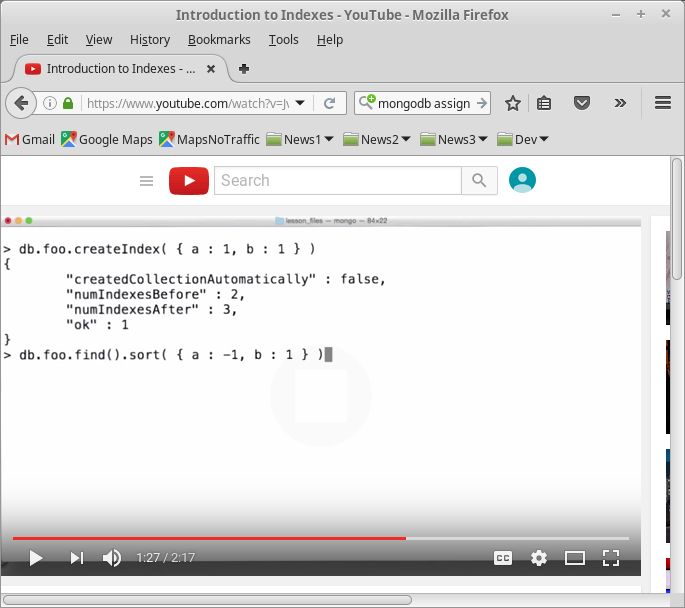 Introduction to Indexes - YouTube - Mozilla Firefox
File Edit View History Bookmarks Tools Help
Introduction to Indexes - ...
https://www.youtube.com/watch?v=Jv
mongodb assign
Gmail Google Maps MapsNoTraffic News1 News2 News3 Dev
Search
lesson_files — mongo — 84×22
> db.foo.createIndex( { a : 1, b : 1 } )
{
"createdCollectionAutomatically" : false,
"numIndexesBefore" : 2,
"numIndexesAfter" : 3,
"ok" : 1
}
> db.foo.find().sort( { a : -1, b : 1 } )
1:27 / 2:17
CC